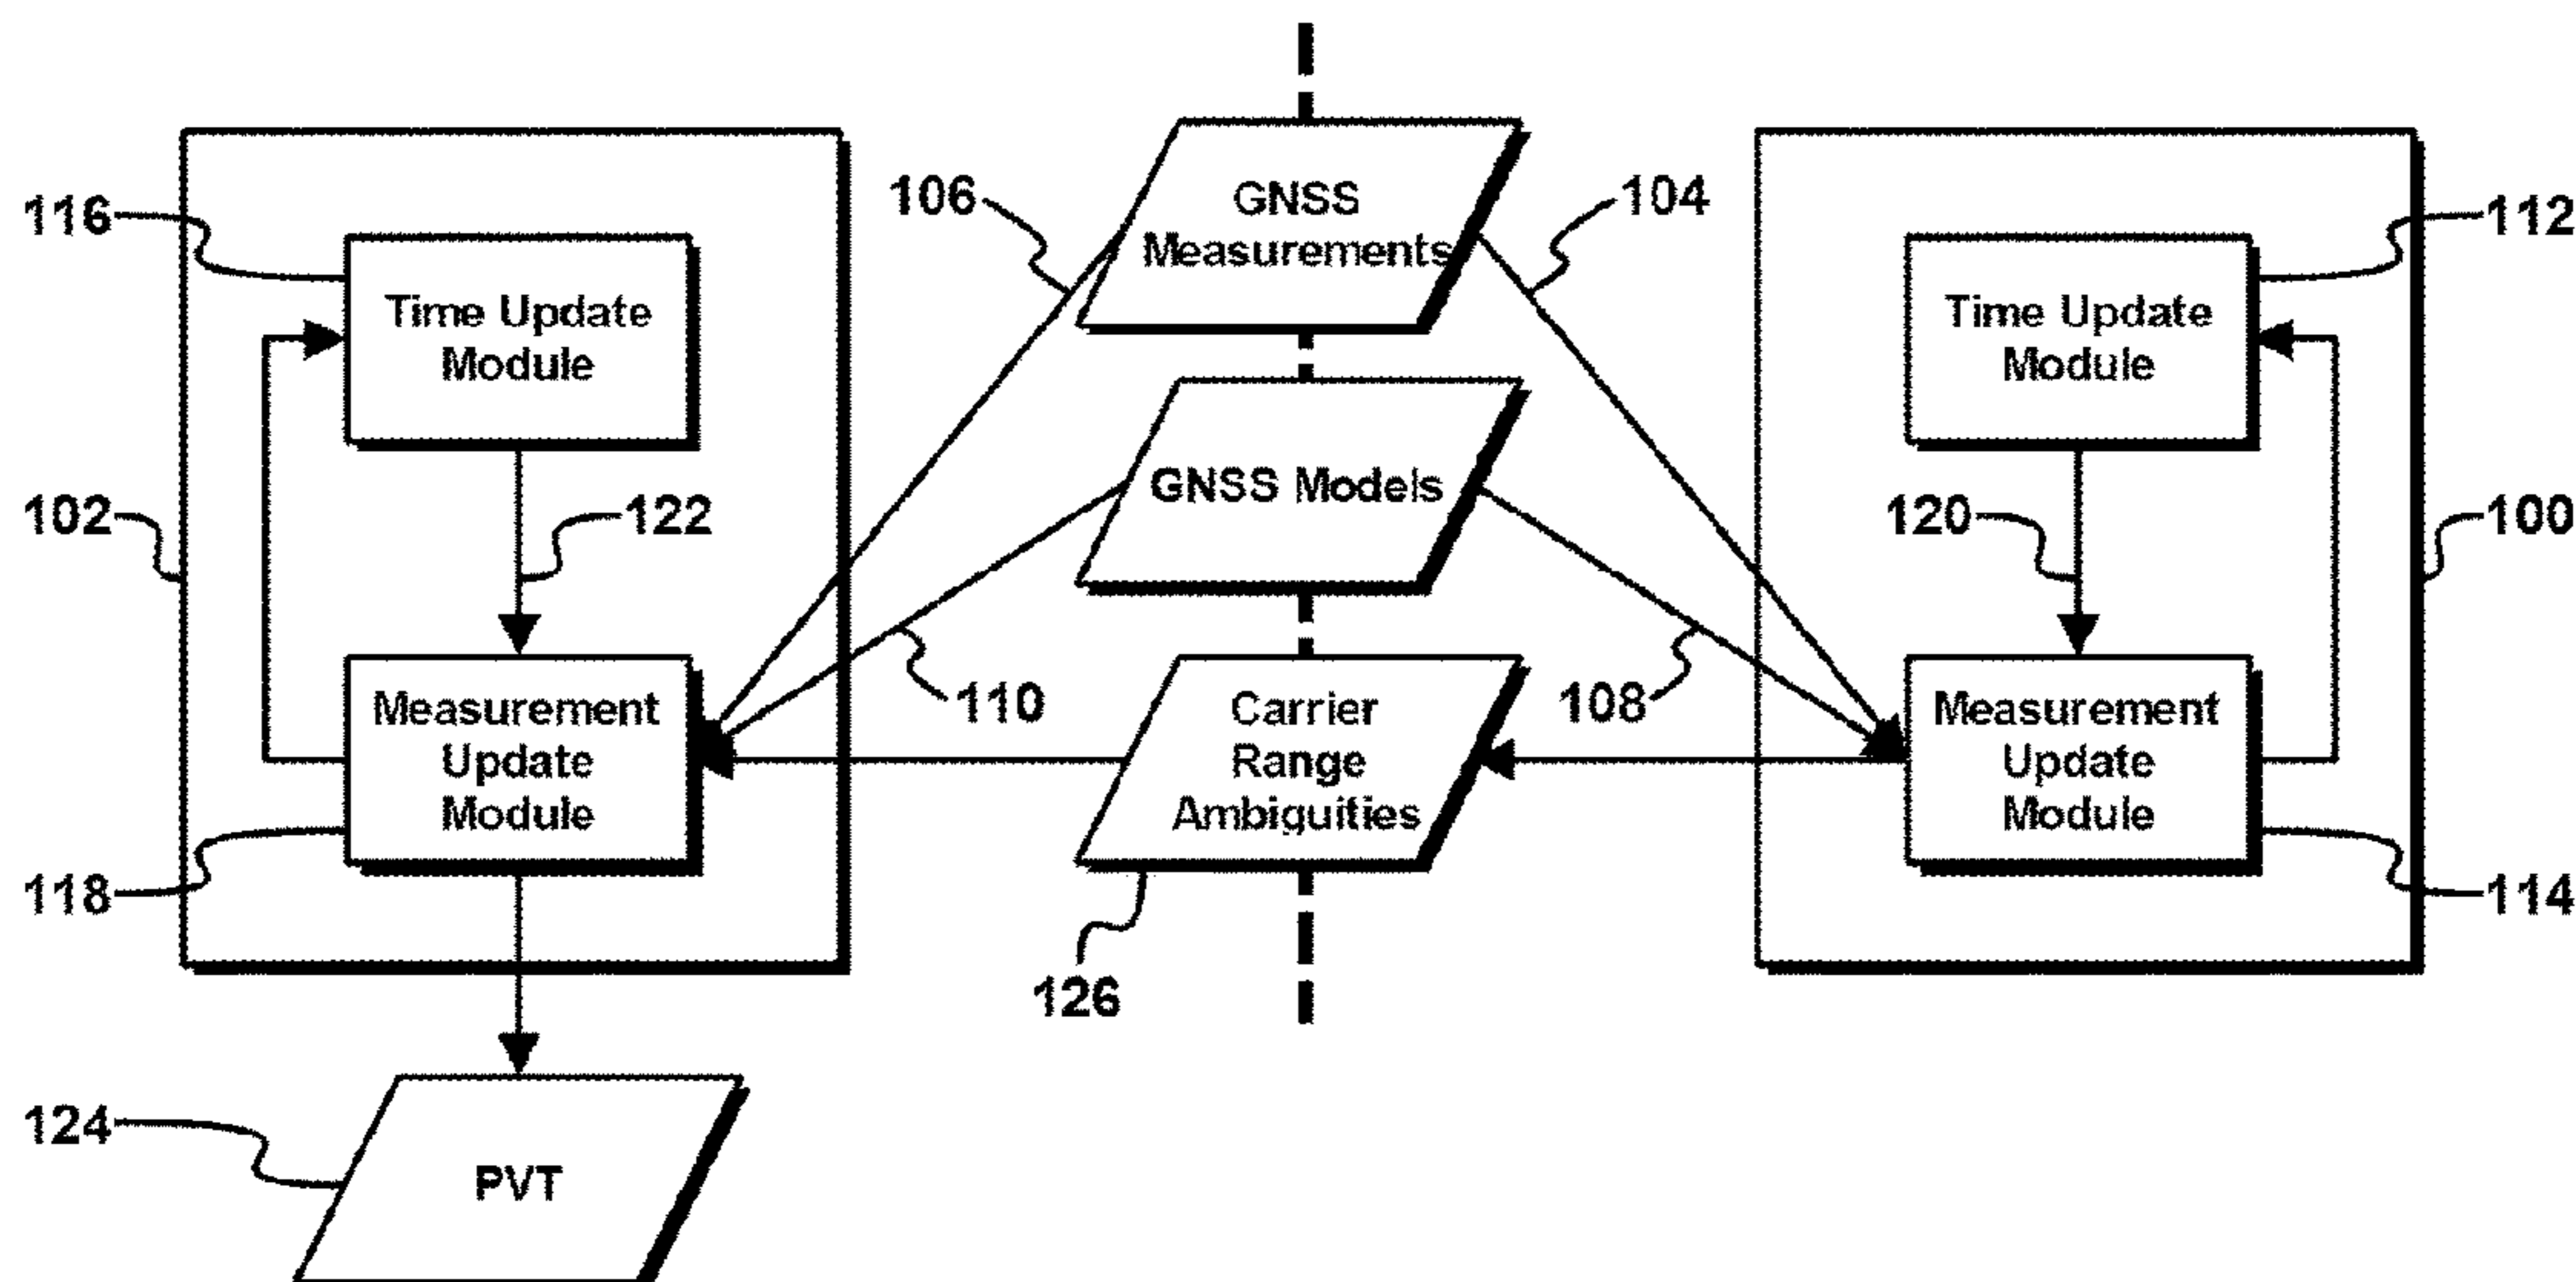 106
GNSS
Measurements
104
116
112
Time Update
Module
Time Update
Module
GNSS Models
102
122
120
100
Measurement
Update
Module
110
Carrier
Range
Ambiguities
108
Measurement
Update
Module
118
114
126
124
PVT